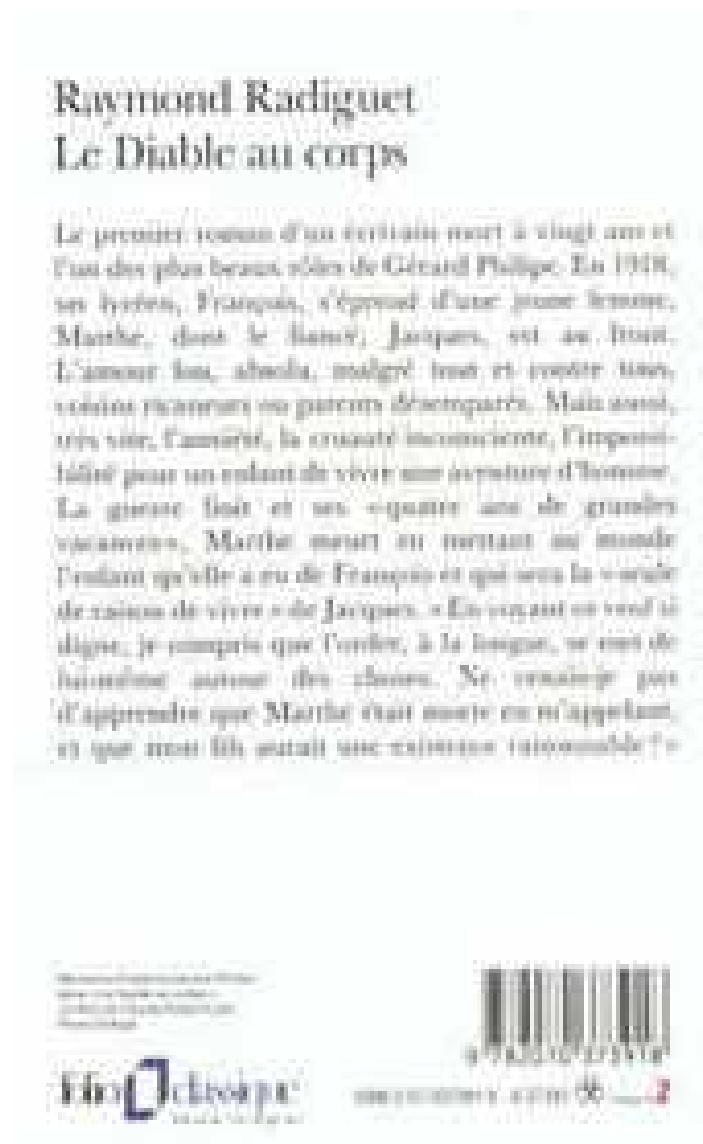 Raymond Radiguet
Le Diable au corps
Le premier roman d'un écrivain mort à vingt ans et
l'un des plus beaux rôles de Gérard Philipe. En 1918,
un lycéen, François, s'éprend d'une jeune femme,
Marthe, dont le fiancé, Jacques, est au front.
L'amour fou, absolu, malgré tout et contre tous,
voisins ricaneurs ou parents désemparés. Mais aussi,
très vite, l'anxiété, la cruauté inconsciente, l'impossi-
bilité pour un enfant de vivre une aventure d'homme.
La guerre finit et ses «quatre ans de grandes
vacances». Marthe meurt en mettant au monde
l'enfant qu'elle a eu de François et qui sera la «seule
de raison de vivre» de Jacques. «En voyant ce veuf si
digne, je compris que l'ordre, à la longue, se met de
lui-même autour des choses. Ne venais-je pas
d'apprendre que Marthe était morte en m'appelant,
et que mon fils aurait une existence raisonnable?»
folio classique